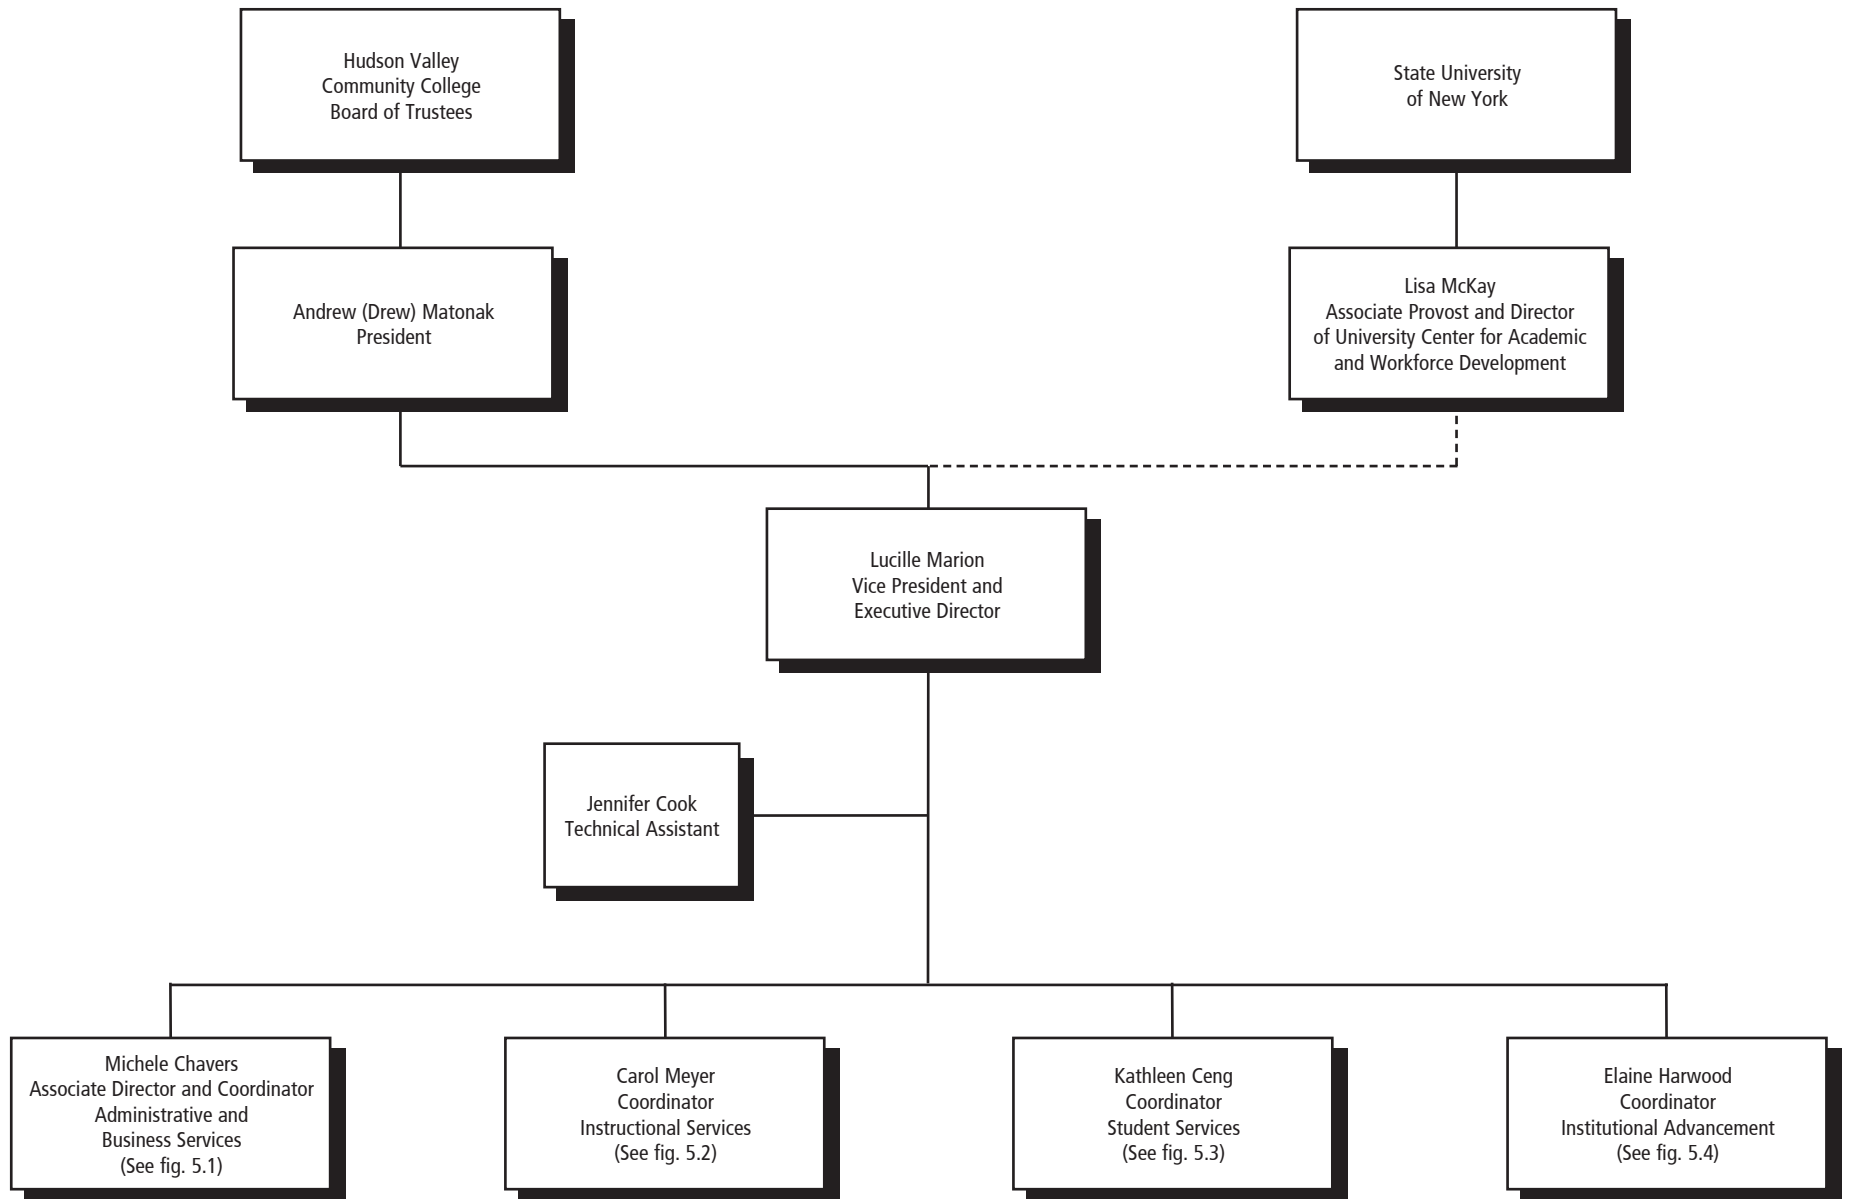 Hudson Valley
Community College
Board of Trustees
State University
of New York
Andrew (Drew) Matonak
President
Lisa McKay
Associate Provost and Director
of University Center for Academic
and Workforce Development
Lucille Marion
Vice President and
Executive Director
Jennifer Cook
Technical Assistant
Michele Chavers
Associate Director and Coordinator
Administrative and
Business Services
(See fig. 5.1)
Carol Meyer
Coordinator
Instructional Services
(See fig. 5.2)
Kathleen Ceng
Coordinator
Student Services
(See fig. 5.3)
Elaine Harwood
Coordinator
Institutional Advancement
(See fig. 5.4)